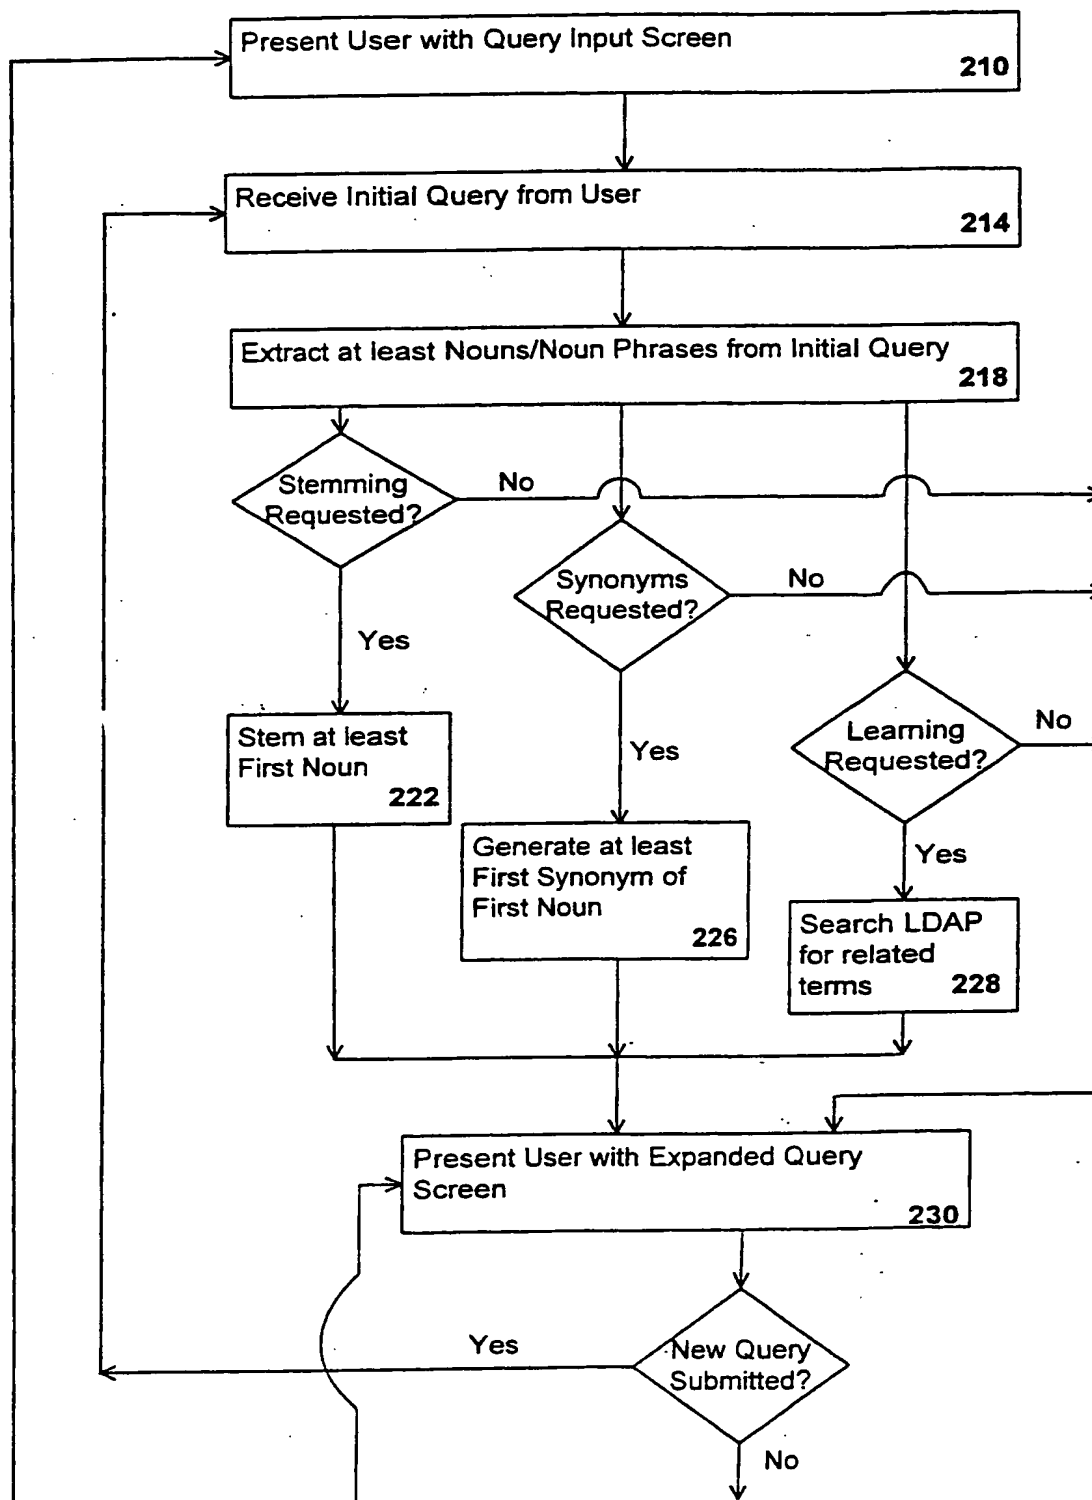 Present User with Query Input Screen
210
Receive Initial Query from User
214
Extract at least Nouns/Noun Phrases from Initial Query
218
Stemming
Requested?
No
Synonyms
Requested?
No
Yes
Learning
Requested?
No
Stem at least
First Noun
222
Yes
Generate at least
First Synonym of
First Noun
226
Yes
Search LDAP
for related
terms 228
Present User with Expanded Query
Screen
230
Yes
New Query
Submitted?
No